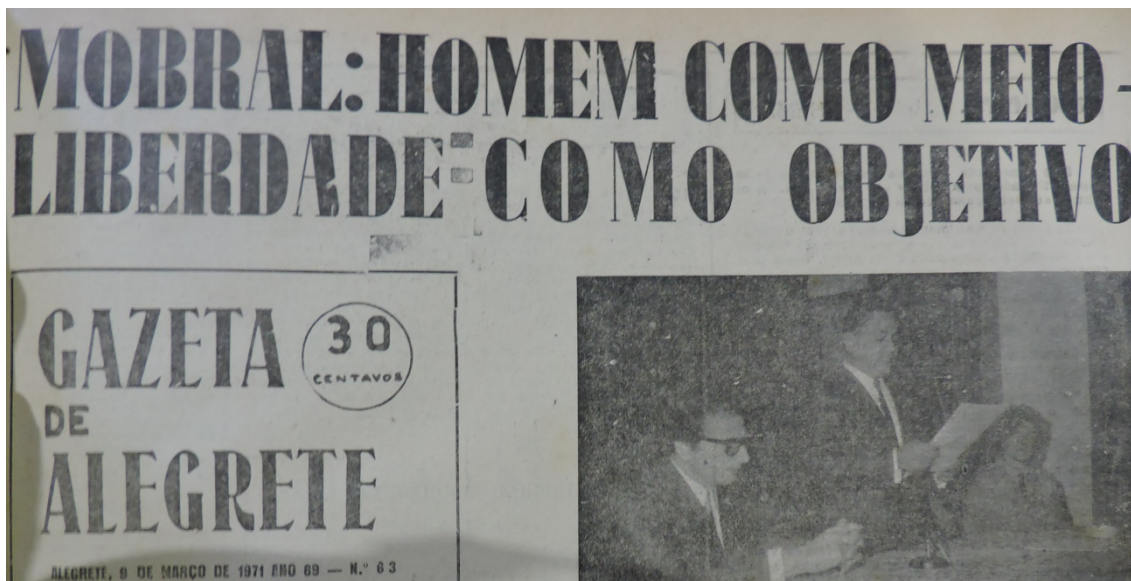 MOBRAL: HOMEM COMO MEIO -
LIBERDADE COMO OBJETIVO
GAZETA
DE
ALEGRETE
30
CENTAVOS
ALEGRETE, 8 DE MARÇO DE 1971 ANO 89 — N.º 63